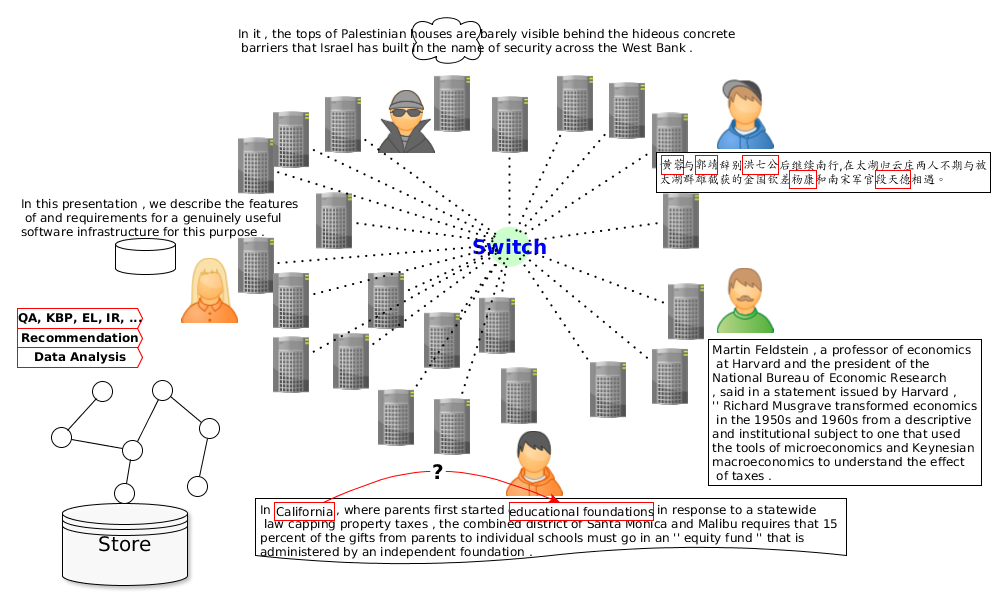 In it , the tops of Palestinian houses are barely visible behind the hideous concrete
barriers that Israel has built in the name of security across the West Bank .
黄蓉与郭靖辞别洪七公后继续南行,在太湖归云庄两人不期与被
太湖群雄截获的金国钦差杨康和南宋军官段天德相遇。
In this presentation , we describe the features
of and requirements for a genuinely useful
software infrastructure for this purpose .
Switch
QA, KBP, EL, IR, ...
Recommendation
Data Analysis
Martin Feldstein , a professor of economics
at Harvard and the president of the
National Bureau of Economic Research
, said in a statement issued by Harvard ,
'' Richard Musgrave transformed economics
in the 1950s and 1960s from a descriptive
and institutional subject to one that used
the tools of microeconomics and Keynesian
macroeconomics to understand the effect
of taxes .
?
In California , where parents first started educational foundations in response to a statewide
law capping property taxes , the combined district of Santa Monica and Malibu requires that 15
percent of the gifts from parents to individual schools must go in an '' equity fund '' that is
administered by an independent foundation .
Store